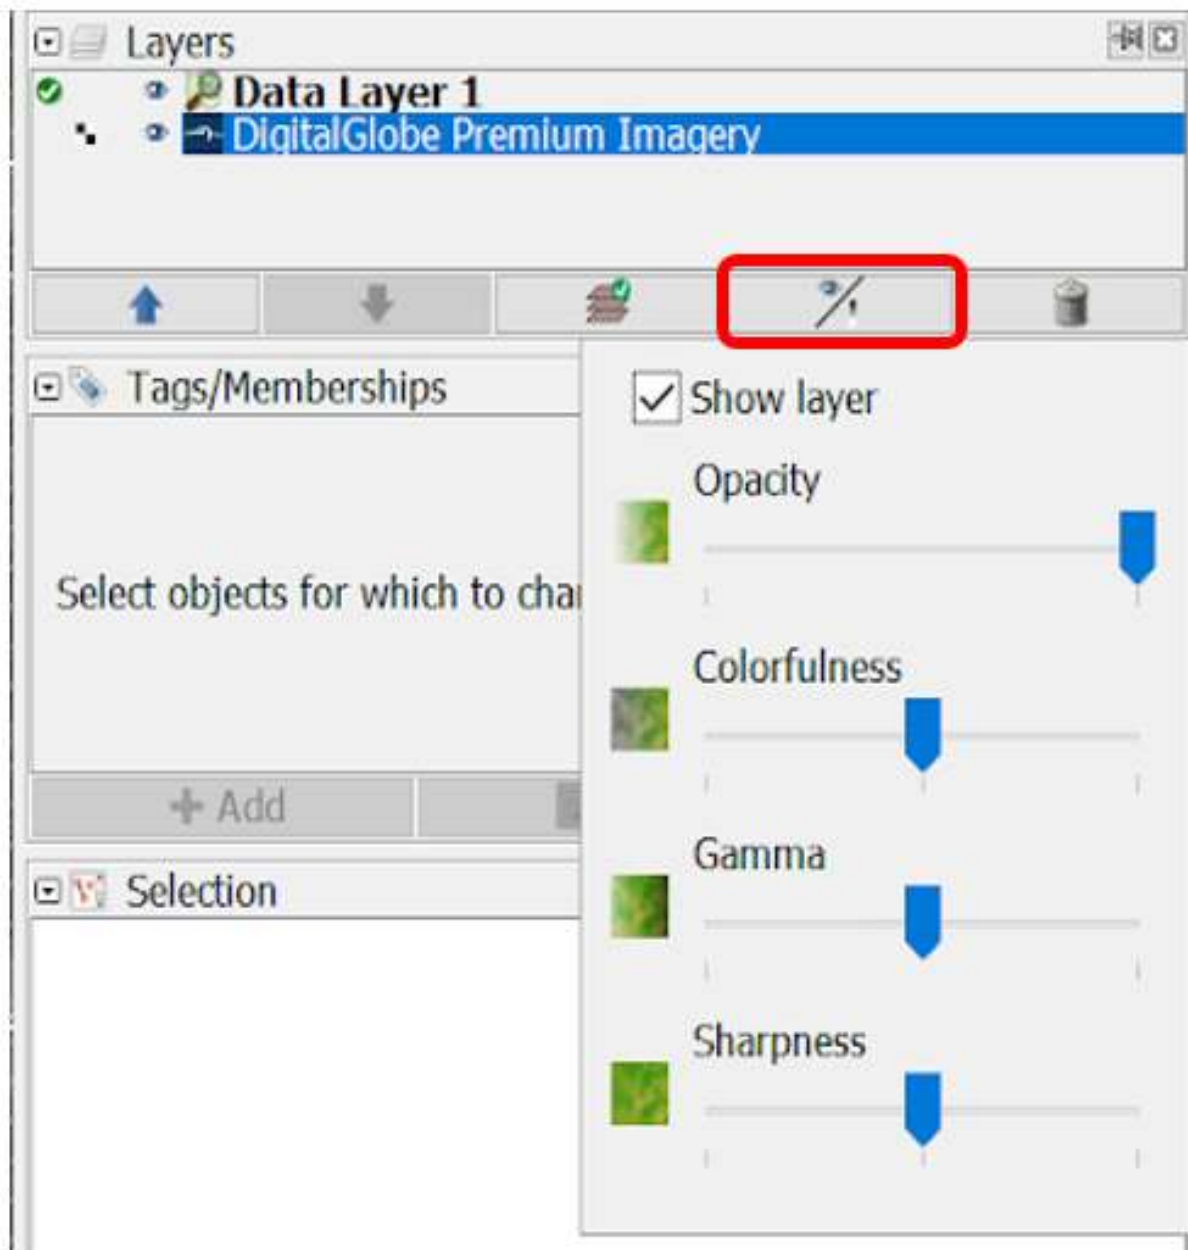 Layers
Data Layer 1
DigitalGlobe Premium Imagery
Tags/Memberships
Show layer
Opacity
Select objects for which to
Colorfulness
Add
Gamma
Selection
Sharpness